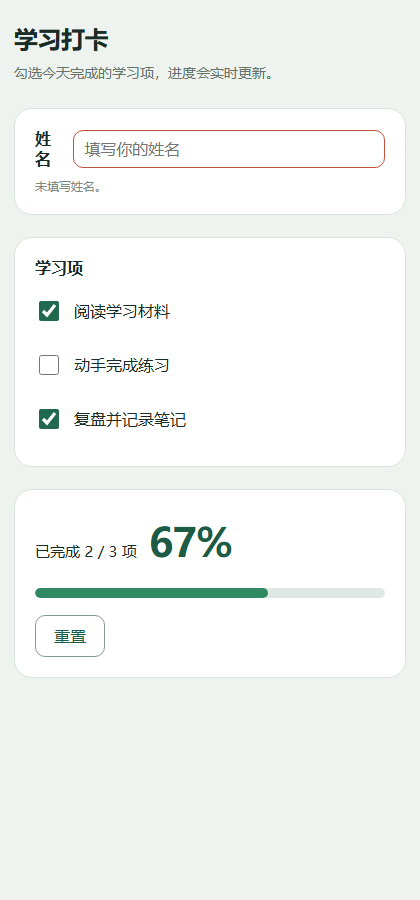 学习打卡
勾选今天完成的学习项，进度会实时更新。
姓
名
填写你的姓名
未填写姓名。
学习项
阅读学习材料
动手完成练习
复盘并记录笔记
已完成 2 / 3 项 67%
重置